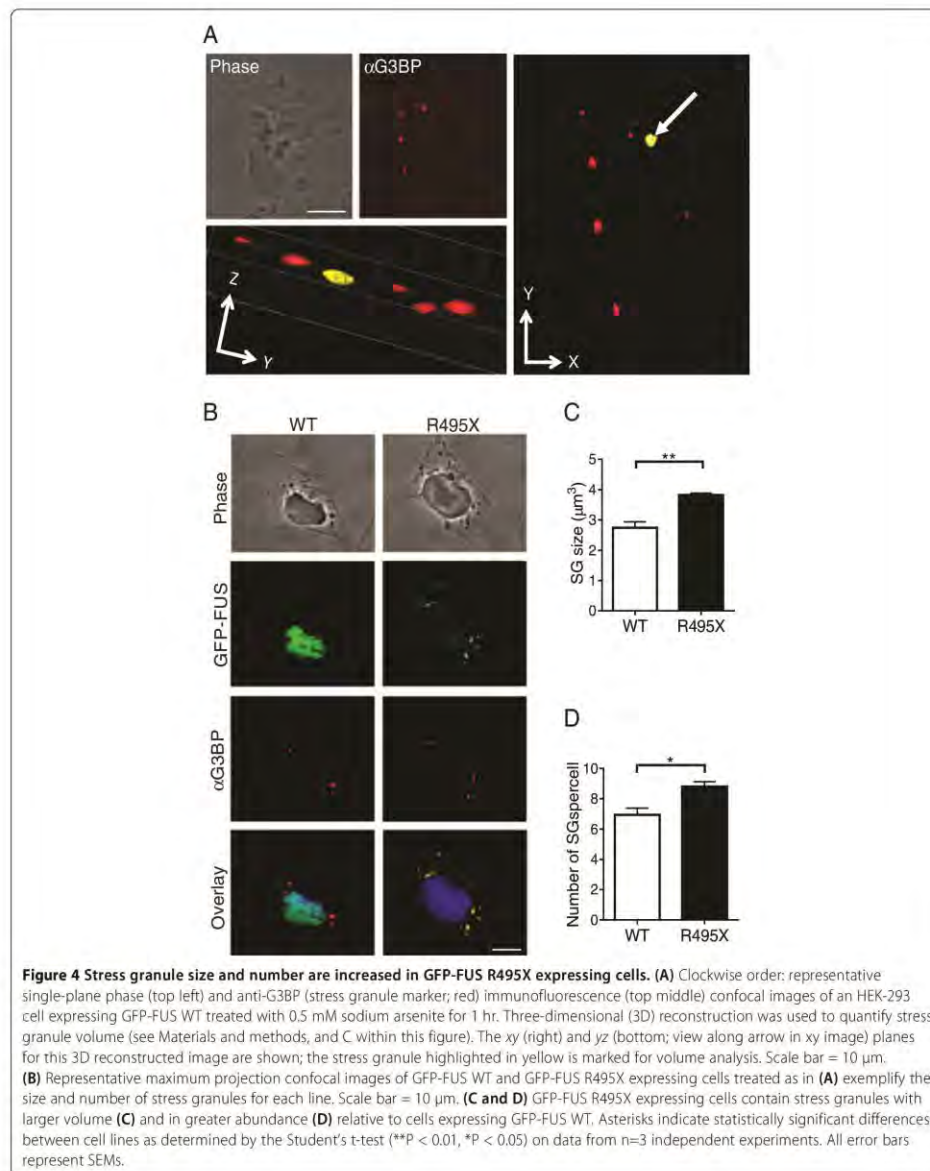 A
Phase
αG3BP
Z
Y
Y
X
B
WT
R495X
Phase
GFP-FUS
αG3BP
Overlay
C
**
SG size (μm³)
5
4
3
2
1
0
WT
R495X
D
*
Number of SGspercell
10
8
6
4
2
0
WT
R495X
Figure 4 Stress granule size and number are increased in GFP-FUS R495X expressing cells. (A) Clockwise order: representative
single-plane phase (top left) and anti-G3BP (stress granule marker; red) immunofluorescence (top middle) confocal images of an HEK-293
cell expressing GFP-FUS WT treated with 0.5 mM sodium arsenite for 1 hr. Three-dimensional (3D) reconstruction was used to quantify stress
granule volume (see Materials and methods, and C within this figure). The xy (right) and yz (bottom; view along arrow in xy image) planes
for this 3D reconstructed image are shown; the stress granule highlighted in yellow is marked for volume analysis. Scale bar = 10 μm.
(B) Representative maximum projection confocal images of GFP-FUS WT and GFP-FUS R495X expressing cells treated as in (A) exemplify the
size and number of stress granules for each line. Scale bar = 10 μm. (C and D) GFP-FUS R495X expressing cells contain stress granules with
larger volume (C) and in greater abundance (D) relative to cells expressing GFP-FUS WT. Asterisks indicate statistically significant differences
between cell lines as determined by the Student's t-test (**P < 0.01, *P < 0.05) on data from n=3 independent experiments. All error bars
represent SEMs.